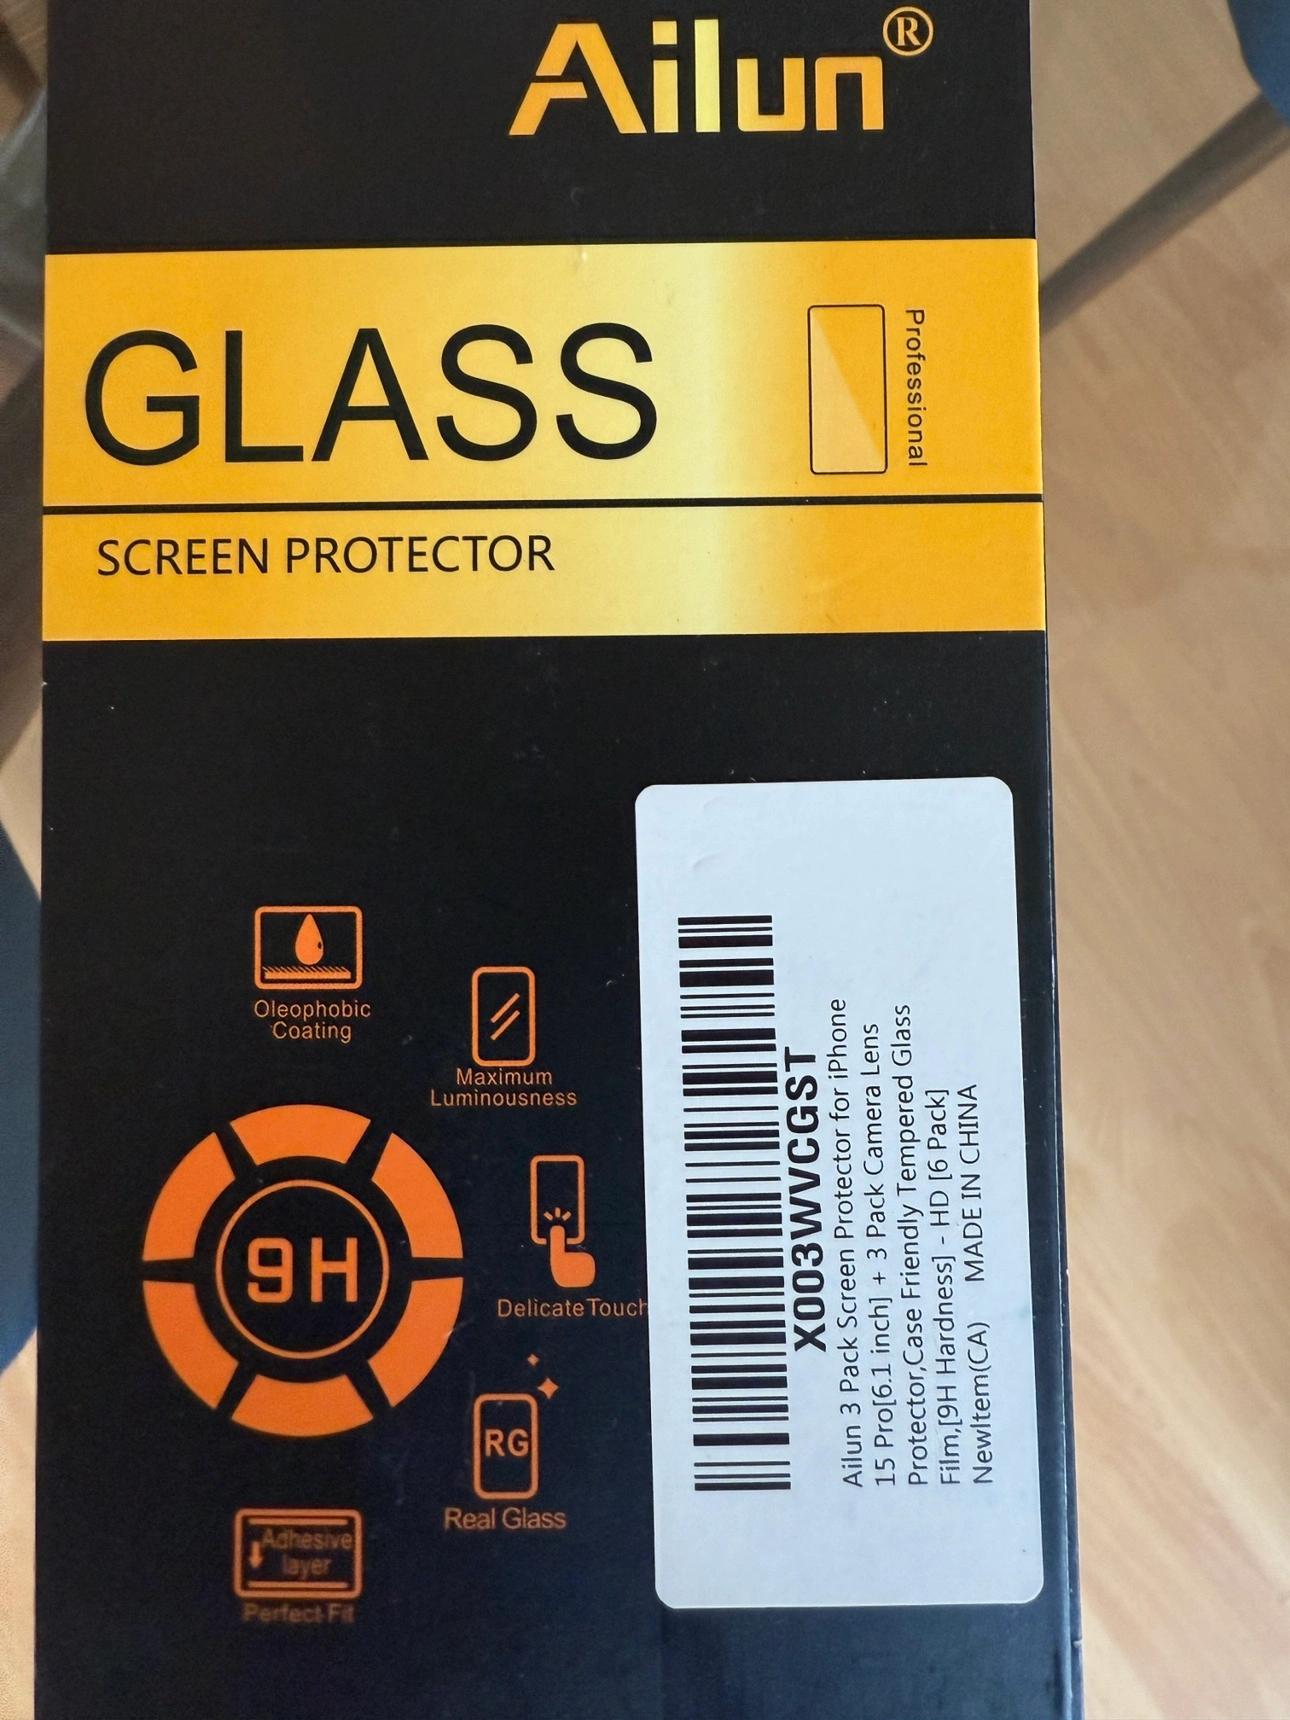 Ailun®
GLASS
Professional
SCREEN PROTECTOR
Oleophobic
Coating
Maximum
Luminousness
9H
Delicate Touch
RG
Real Glass
Adhesive
layer
Perfect Fit
X003WVCGST
Ailun 3 Pack Screen Protector for iPhone
15 Pro[6.1 inch] + 3 Pack Camera Lens
Protector,Case Friendly Tempered Glass
Film,[9H Hardness] - HD [6 Pack]
NewItem(CA) MADE IN CHINA